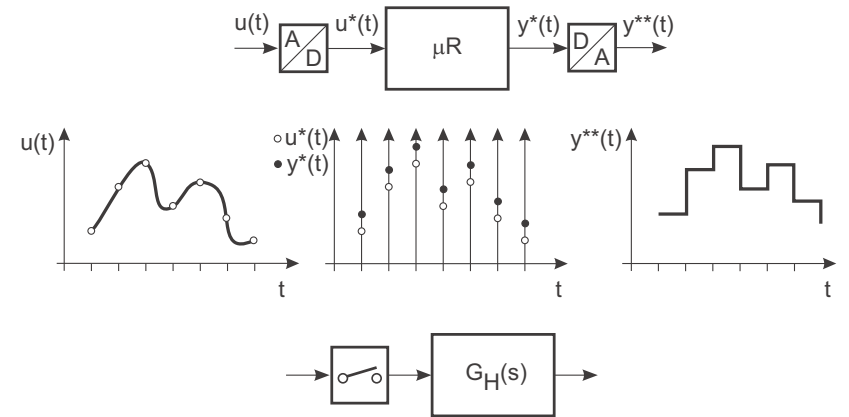 u(t) u*(t) y*(t) y**(t)
A
D
μR
D
A
u(t)
u*(t)
y*(t)
y**(t)
t t t
G_H(s)